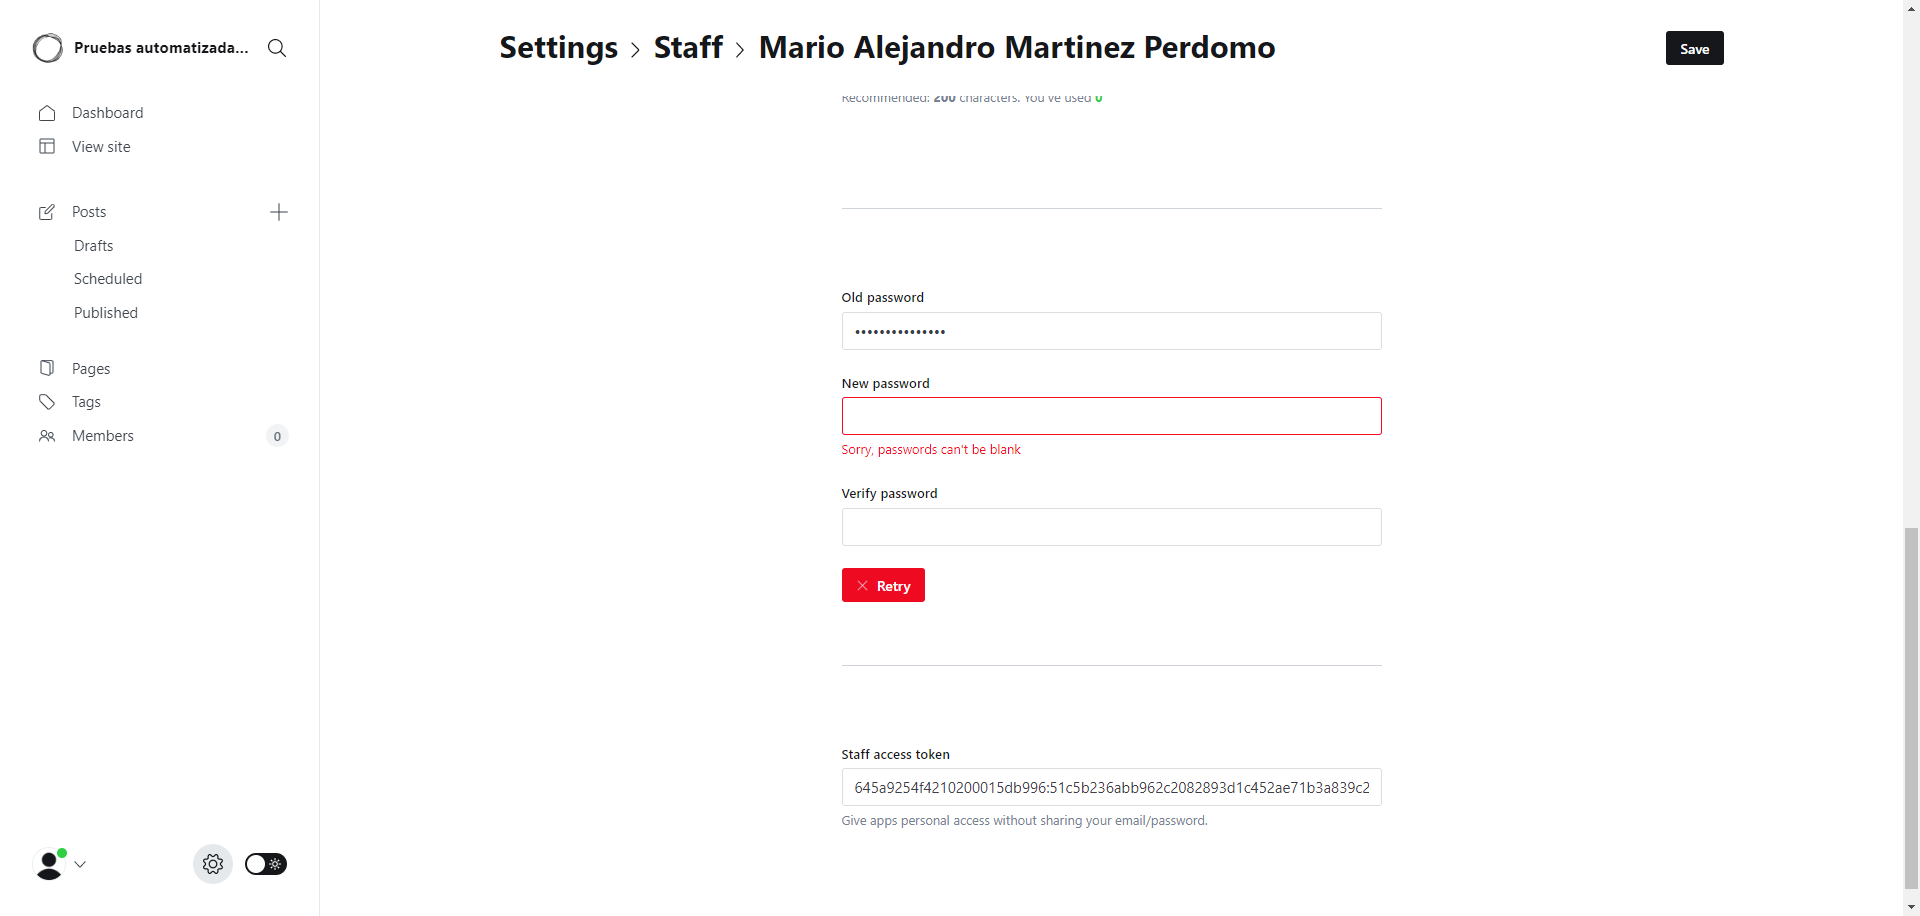 Pruebas automatizada...
Settings > Staff > Mario Alejandro Martinez Perdomo
Save
Dashboard
View site
Posts
Drafts
Scheduled
Published
Pages
Tags
Members
0
Recommended: 200 characters. You've used 0
Old password
•••••••••••••••
New password
Sorry, passwords can't be blank
Verify password
Retry
Staff access token
645a9254f4210200015db996:51c5b236abb962c2082893d1c452ae71b3a839c2
Give apps personal access without sharing your email/password.